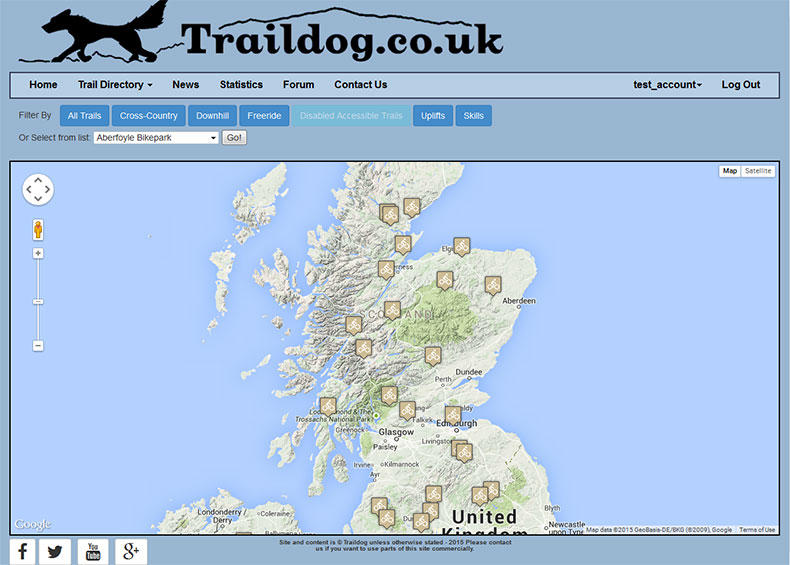 Traildog.co.uk
Home Trail Directory News Statistics Forum Contact Us test_account Log Out
Filter By All Trails Cross-Country Downhill Freeride Disabled Accessible Trails Uplifts Skills
Or Select from list: Aberfoyle Bikepark Go!
Map Satellite
Elgin
Aberdeen
SCOTLAND
Dundee
Perth
Loch Lomond & The
Trossachs National Park
Falkirk
Greenock
Edinburgh
Glasgow
Livingston
Paisley
Irvine Kilmarnock
Ayr
Londonderry /
Derry
Coleraine
United
Kingdom
Blyth
Newcastle
Google
Map data ©2015 GeoBasis-DE/BKG (©2009), Google Terms of Use
Site and content is © Traildog unless otherwise stated - 2015 Please contact
us if you want to use parts of this site commercially.
f You Tube g+